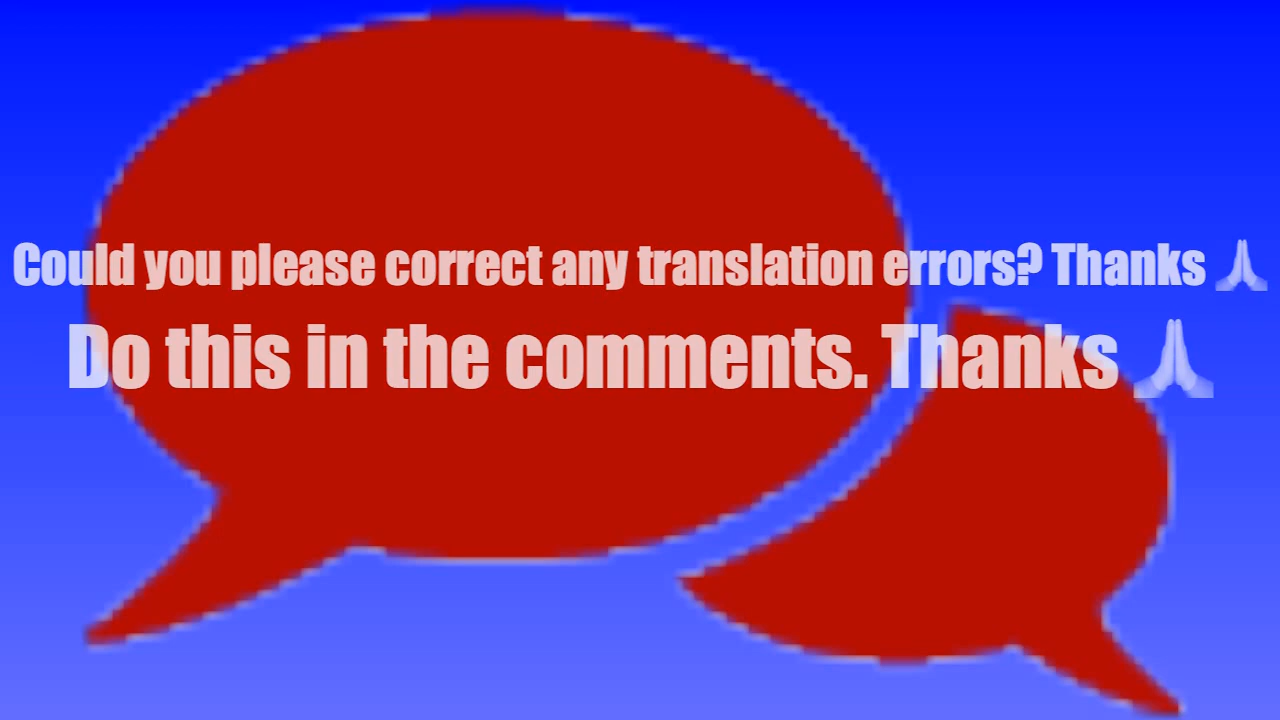 Could you please correct any translation errors? Thanks 🙏
Do this in the comments. Thanks 🙏